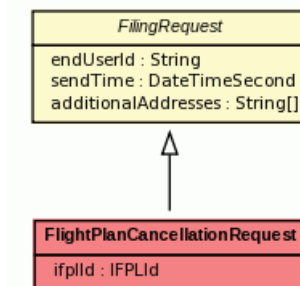 FilingRequest
endUserId : String
sendTime : DateTimeSecond
additionalAddresses : String[]
FlightPlanCancellationRequest
ifplId : IFPLId